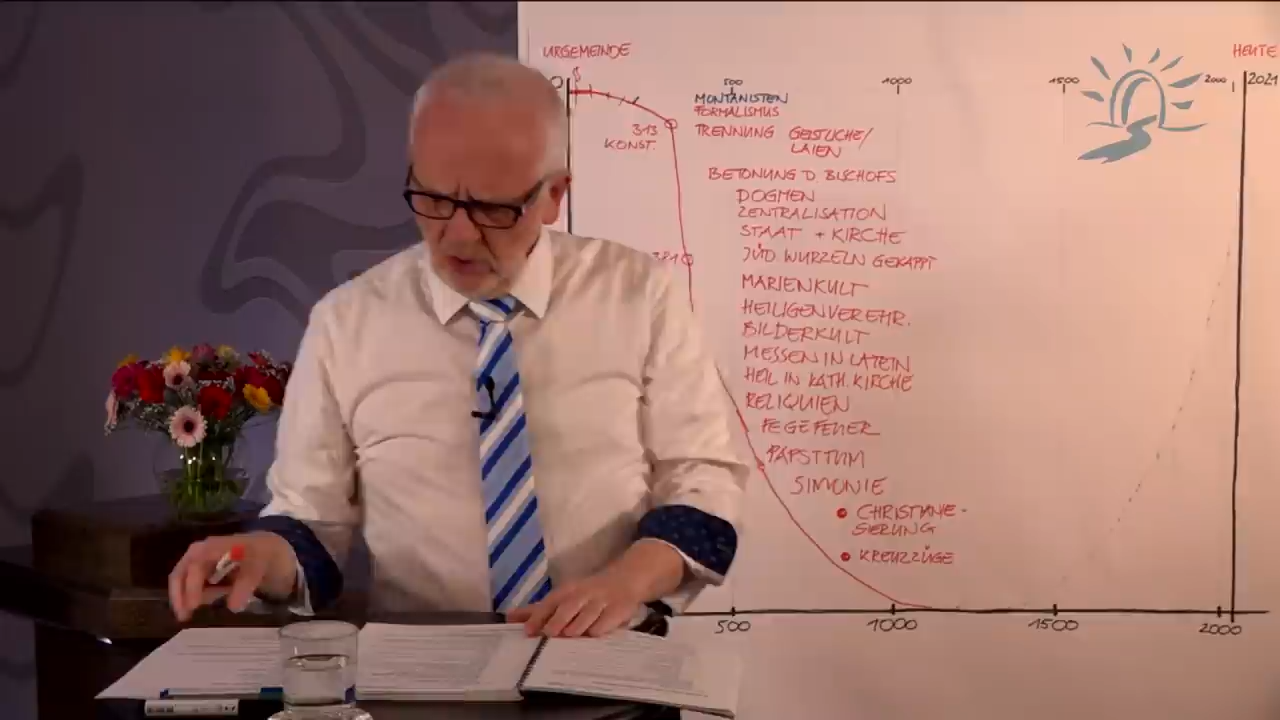 URGEMEINDE
HEUTE
0
500
1000
1500
2000
2021
MONTANISTEN
FORMALISMUS
313
KONST.
TRENNUNG GEISTLICHE/
LAIEN
BETONUNG D. BISCHOFS
DOGMEN
ZENTRALISATION
STAAT + KIRCHE
381
JÜD. WURZELN GEKAPPT
MARIENKULT
HEILIGENVEREHR.
BILDERKULT
MESSEN IN LATEIN
HEIL IN KATH. KIRCHE
RELIQUIEN
FEGEFEUER
PAPSTTUM
SIMONIE
CHRISTIANI-
SIERUNG
KREUZZÜGE
500
1000
1500
2000